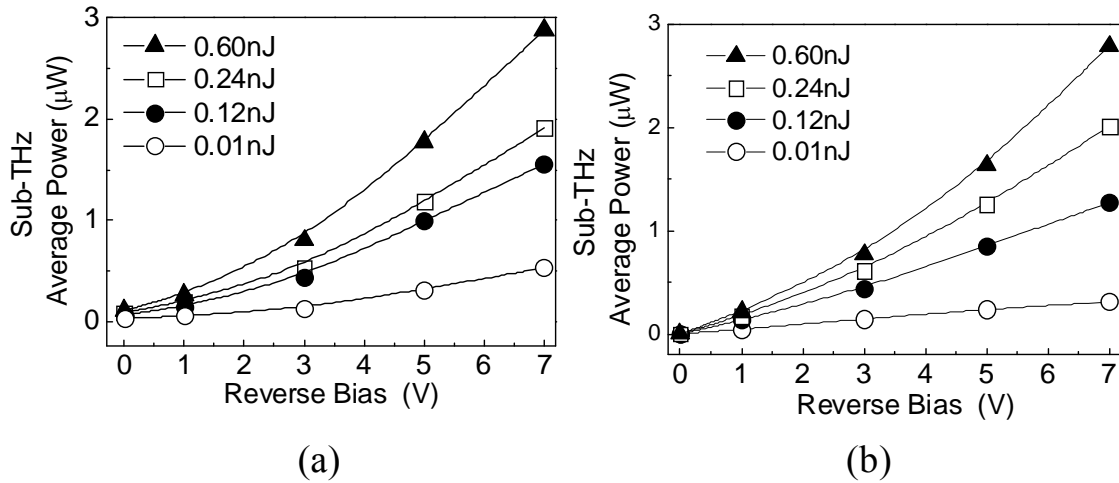 3
0.60nJ
0.24nJ
0.12nJ
0.01nJ
2
1
0
Sub-THz
Average Power (μW)
0 1 2 3 4 5 6 7
Reverse Bias (V)
(a)
3
0.60nJ
0.24nJ
0.12nJ
0.01nJ
2
1
0
Sub-THz
Average Power (μW)
0 1 2 3 4 5 6 7
Reverse Bias (V)
(b)